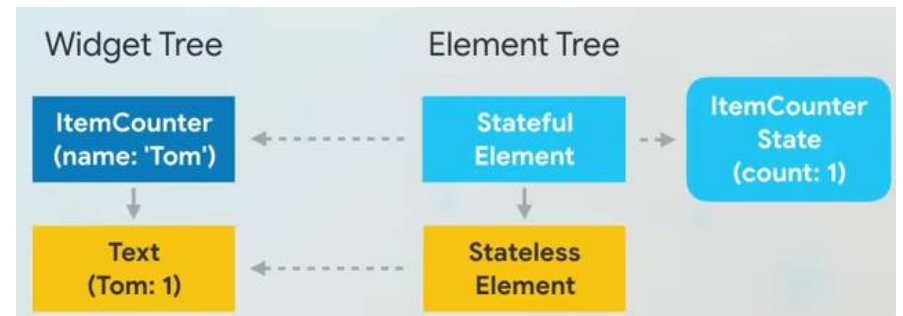 Widget Tree
Element Tree
ItemCounter
(name: 'Tom')
Stateful
Element
ItemCounter
State
(count: 1)
Text
(Tom: 1)
Stateless
Element